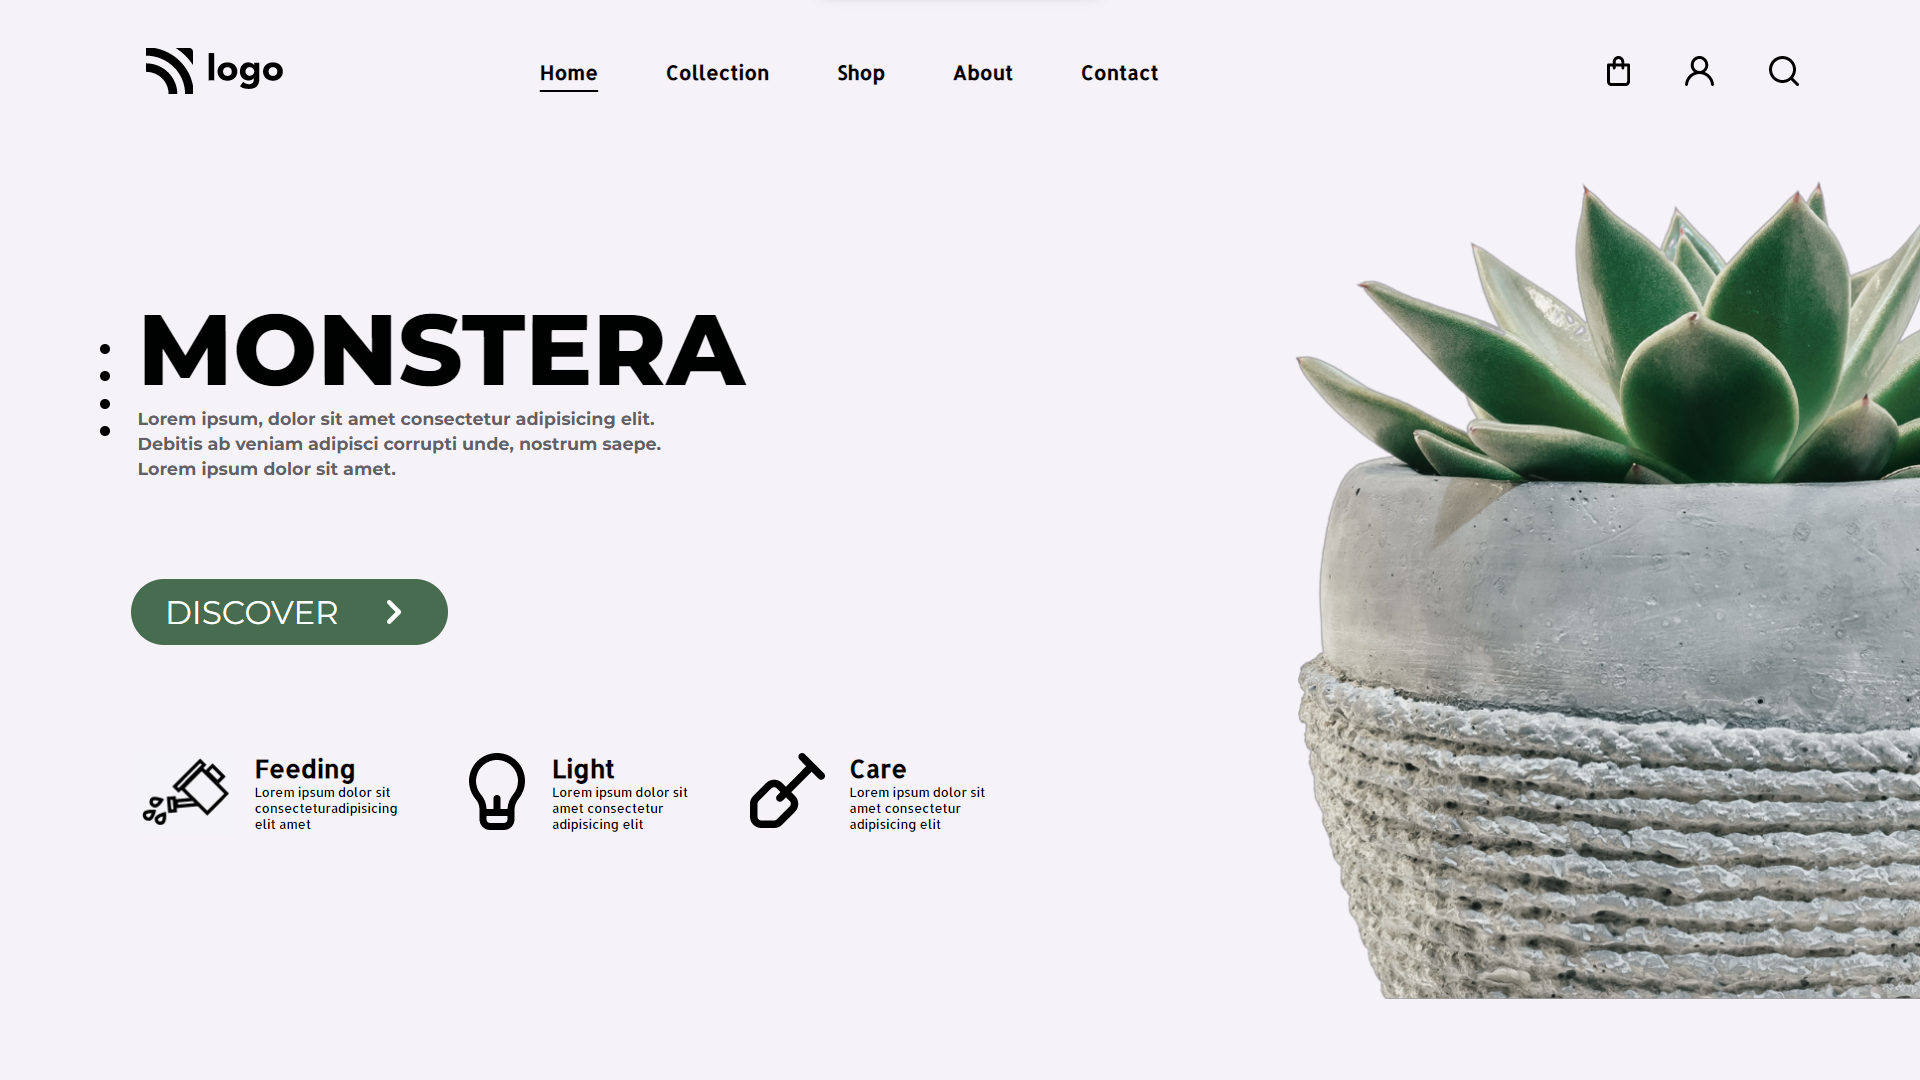 logo
Home
Collection
Shop
About
Contact
MONSTERA
Lorem ipsum, dolor sit amet consectetur adipisicing elit.
Debitis ab veniam adipisci corrupti unde, nostrum saepe.
Lorem ipsum dolor sit amet.
DISCOVER
Feeding
Lorem ipsum dolor sit
consecteturadipisicing
elit amet
Light
Lorem ipsum dolor sit
amet consectetur
adipisicing elit
Care
Lorem ipsum dolor sit
amet consectetur
adipisicing elit